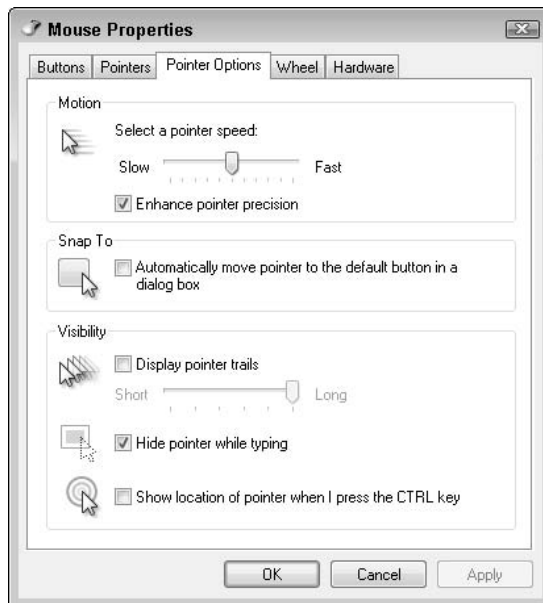 Mouse Properties
Buttons Pointers Pointer Options Wheel Hardware
Motion
Select a pointer speed:
Slow Fast
Enhance pointer precision
Snap To
Automatically move pointer to the default button in a
dialog box
Visibility
Display pointer trails
Short Long
Hide pointer while typing
Show location of pointer when I press the CTRL key
OK Cancel Apply